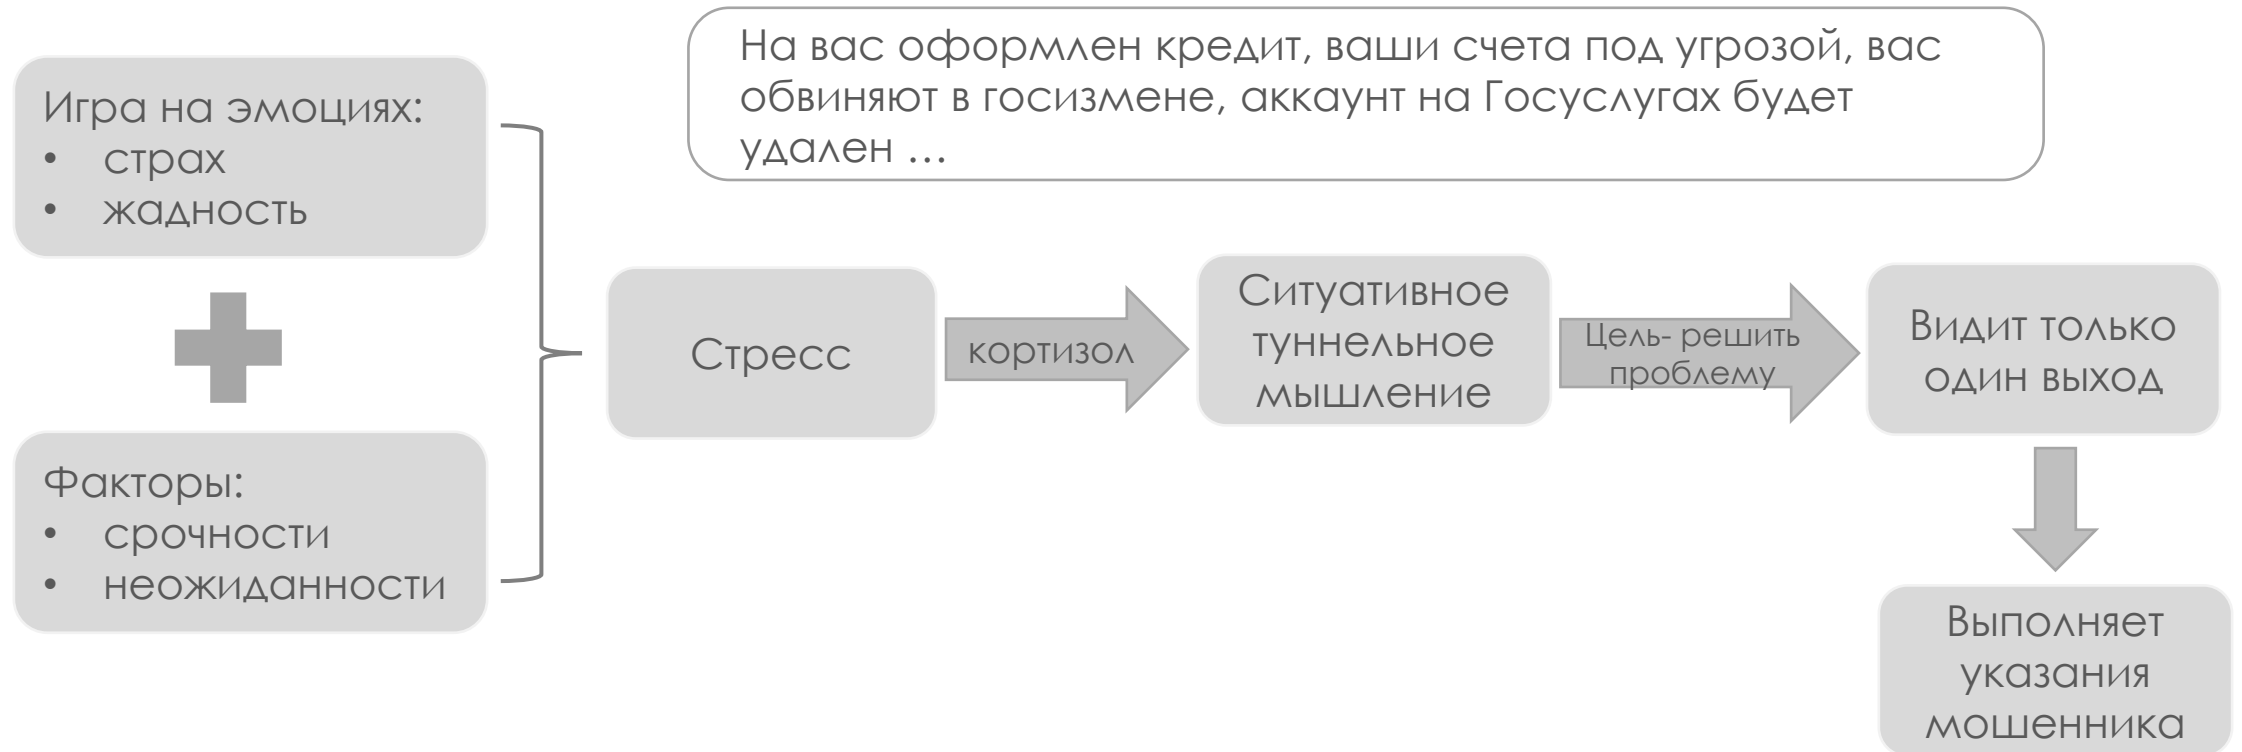 На вас оформлен кредит, ваши счета под угрозой, вас
обвиняют в госизмене, аккаунт на Госуслугах будет
удален ...
Игра на эмоциях:
• страх
• жадность
Факторы:
• срочности
• неожиданности
Стресс
кортизол
Ситуативное
туннельное
мышление
Цель- решить
проблему
Видит только
один выход
Выполняет
указания
мошенника